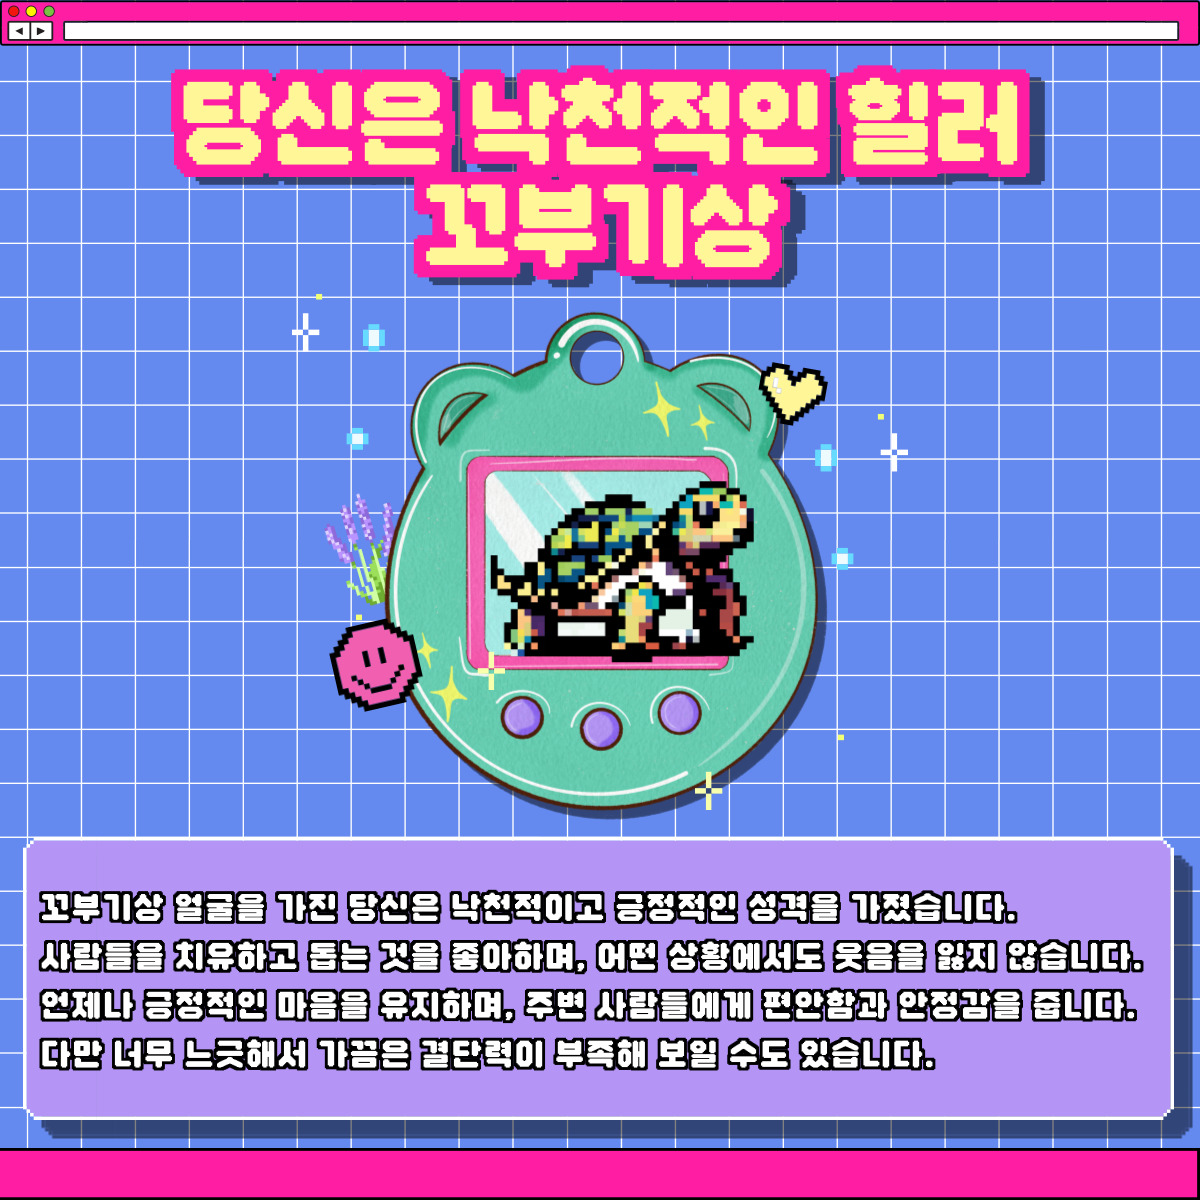 당신은 낙천적인 힐러
꼬부기상
꼬부기상 얼굴을 가진 당신은 낙천적이고 긍정적인 성격을 가졌습니다.
사람들을 치유하고 돕는 것을 좋아하며, 어떤 상황에서도 웃음을 잃지 않습니다.
언제나 긍정적인 마음을 유지하며, 주변 사람들에게 편안함과 안정감을 줍니다.
다만 너무 느긋해서 가끔은 결단력이 부족해 보일 수도 있습니다.